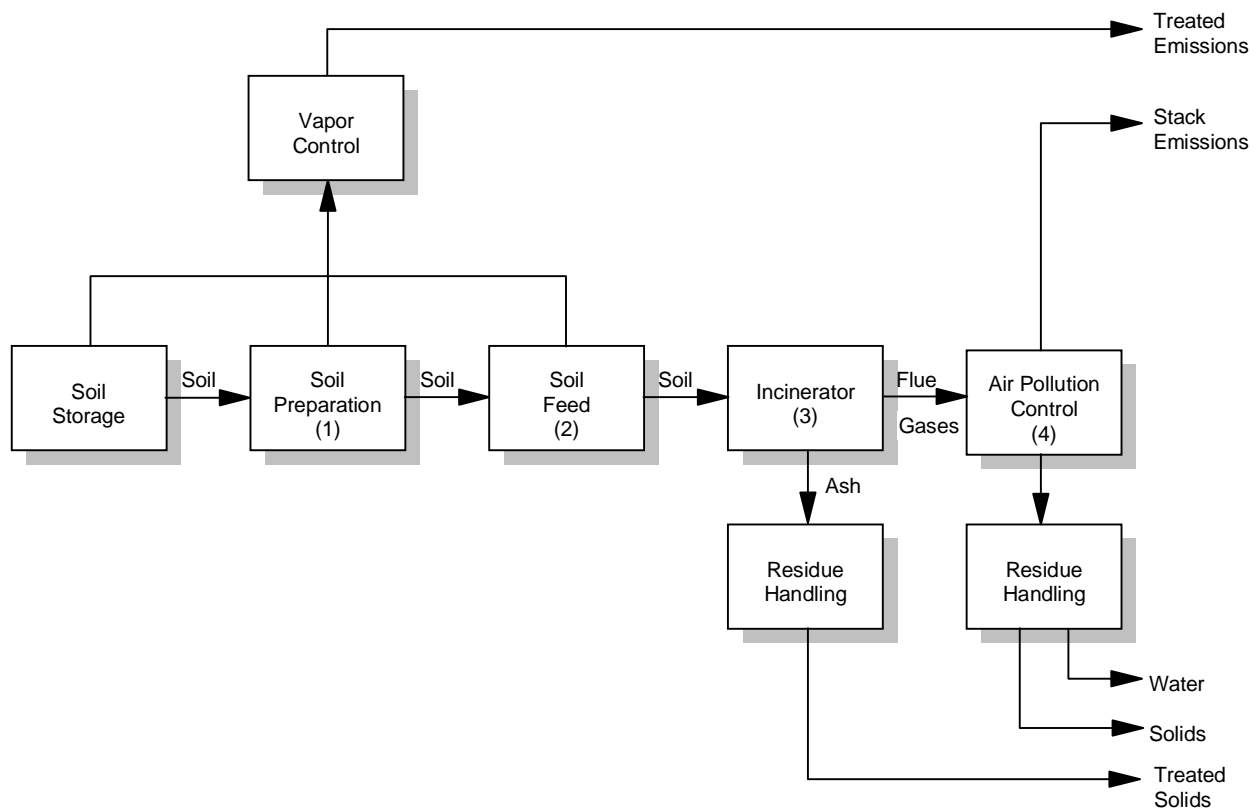 Treated
Emissions
Vapor
Control
Stack
Emissions
Soil
Storage
Soil
Soil
Preparation
(1)
Soil
Soil
Feed
(2)
Soil
Incinerator
(3)
Flue
Gases
Air Pollution
Control
(4)
Ash
Residue
Handling
Residue
Handling
Water
Solids
Treated
Solids